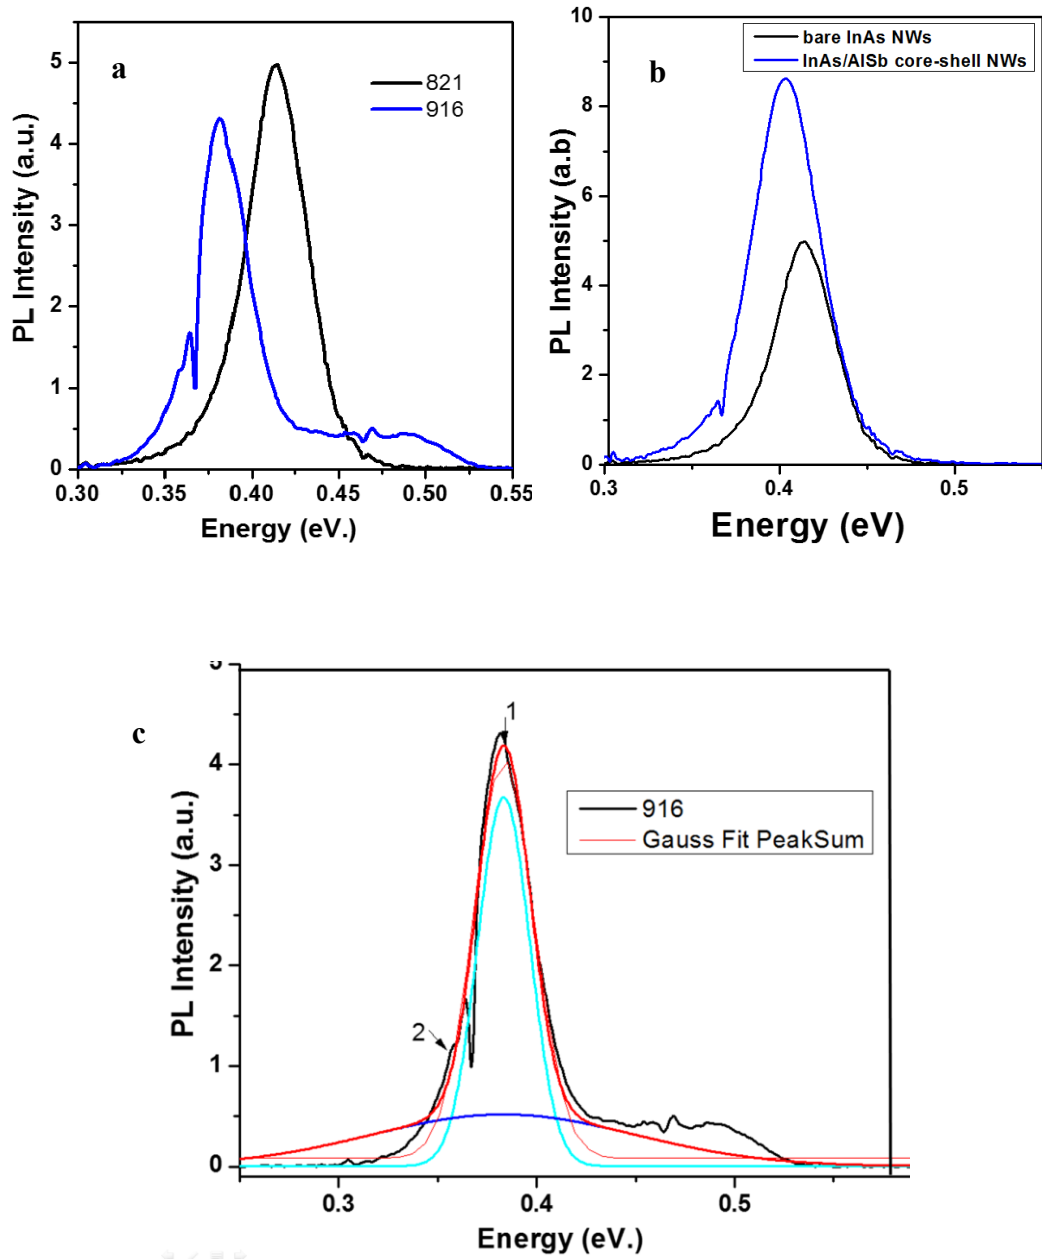 a
821
916
5
4
3
2
1
0
PL Intensity (a.u.)
0.30 0.35 0.40 0.45 0.50 0.55
Energy (eV.)
b
bare InAs NWs
InAs/AlSb core-shell NWs
10
8
6
4
2
0
PL Intensity (a.b)
0.3 0.4 0.5
Energy (eV)
c
1
2
916
Gauss Fit PeakSum
5
4
3
2
1
0
PL Intensity (a.u.)
0.3 0.4 0.5
Energy (eV.)